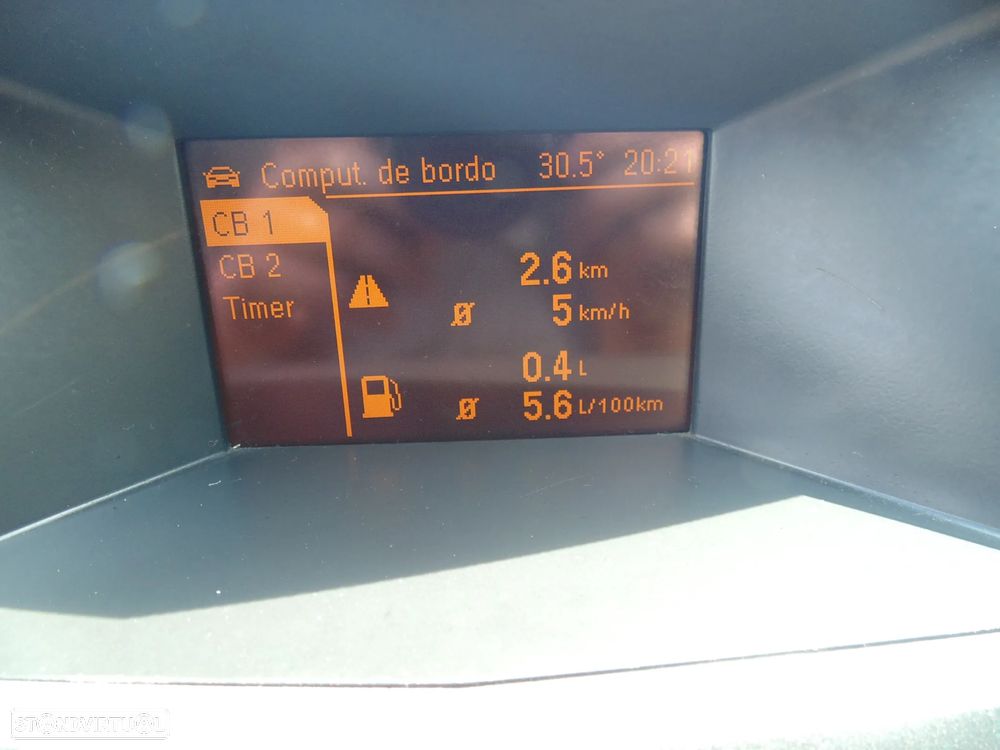 Comput. de bordo 30.5° 20:21
CB 1
CB 2
Timer
2.6 km
Ø 5 km/h
0.4 L
Ø 5.6 L/100km
STANDVIRTUAL